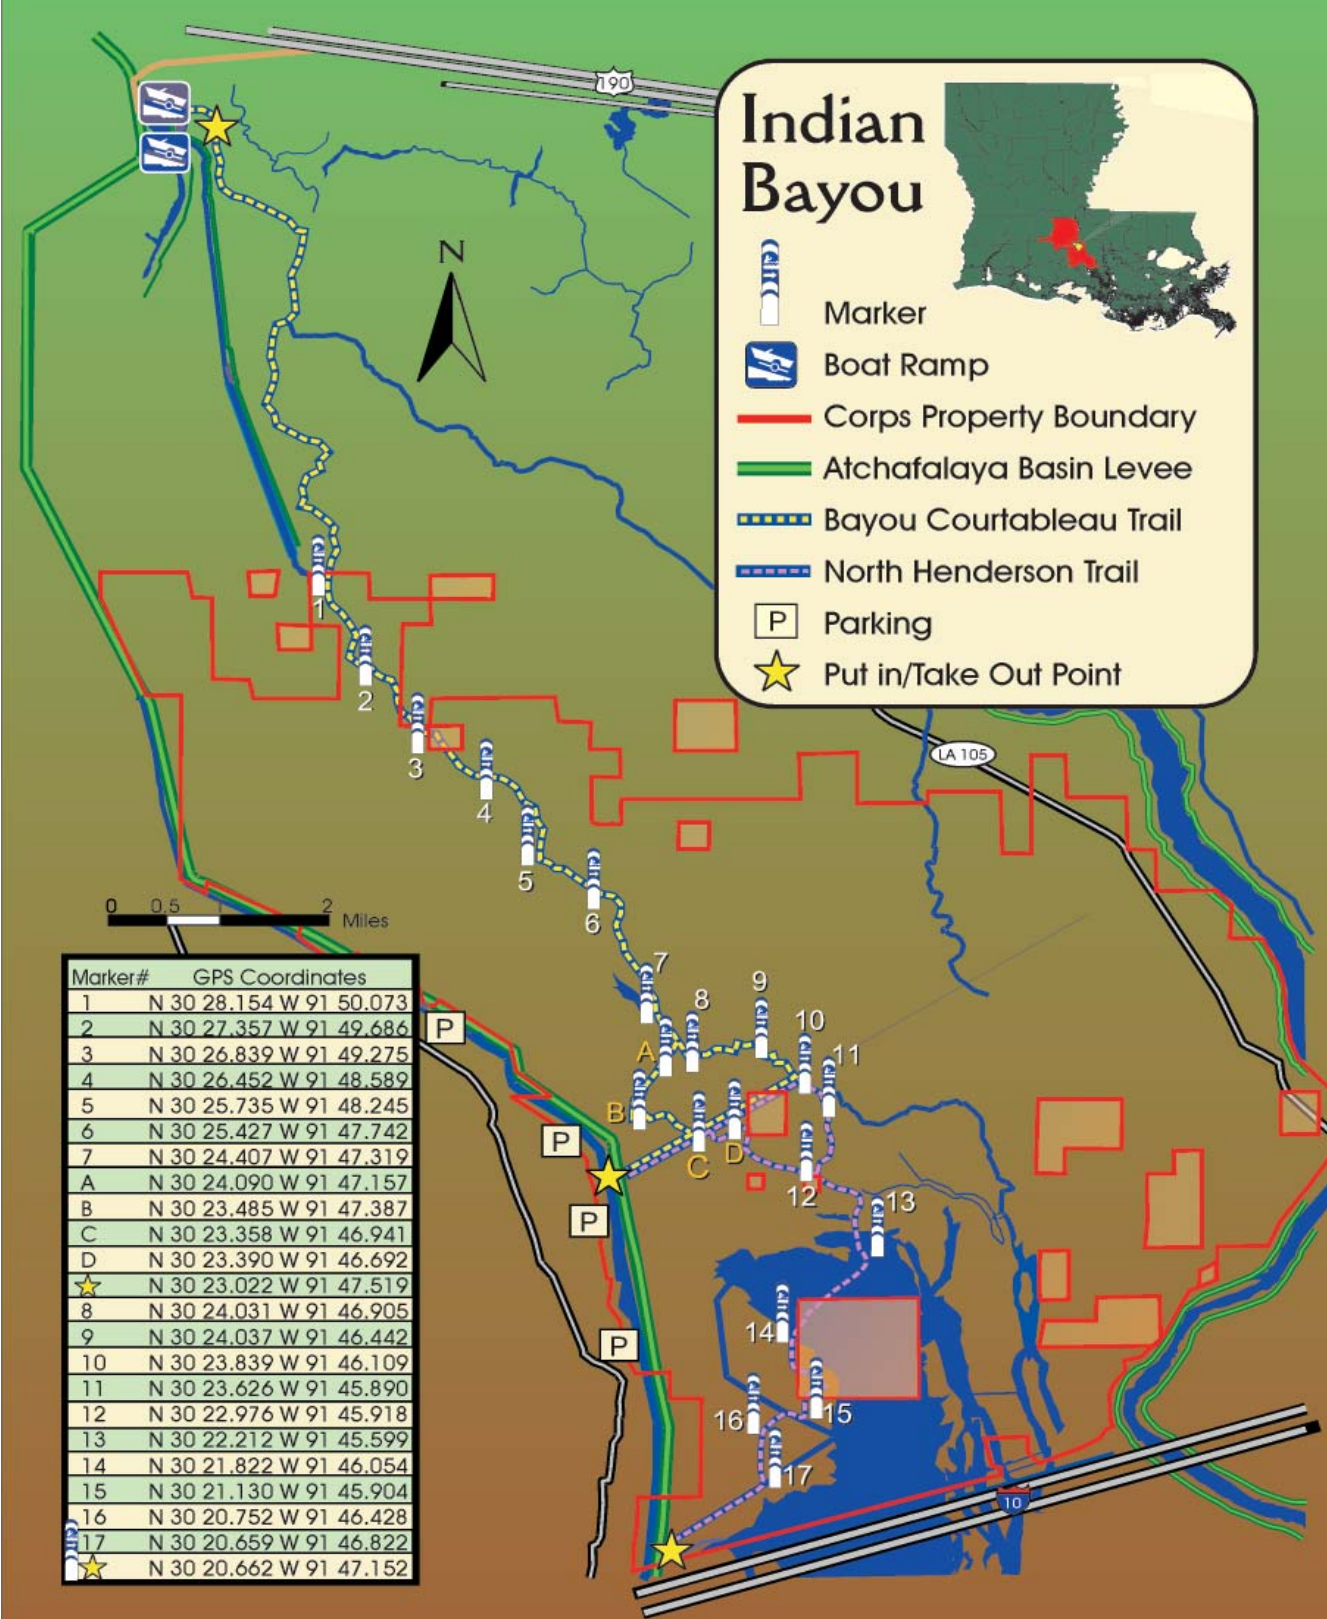 190
Indian
Bayou
Marker
Boat Ramp
Corps Property Boundary
Atchafalaya Basin Levee
Bayou Courtableau Trail
North Henderson Trail
P Parking
Put in/Take Out Point
N
LA 105
1
2
3
4
5
6
7
8
9
10
11
A
B
C
D
12
13
14
15
16
17
P
P
P
P
10
0 0.5 1 2 Miles
Marker# GPS Coordinates
1 N 30 28.154 W 91 50.073
2 N 30 27.357 W 91 49.686
3 N 30 26.839 W 91 49.275
4 N 30 26.452 W 91 48.589
5 N 30 25.735 W 91 48.245
6 N 30 25.427 W 91 47.742
7 N 30 24.407 W 91 47.319
A N 30 24.090 W 91 47.157
B N 30 23.485 W 91 47.387
C N 30 23.358 W 91 46.941
D N 30 23.390 W 91 46.692
N 30 23.022 W 91 47.519
8 N 30 24.031 W 91 46.905
9 N 30 24.037 W 91 46.442
10 N 30 23.839 W 91 46.109
11 N 30 23.626 W 91 45.890
12 N 30 22.976 W 91 45.918
13 N 30 22.212 W 91 45.599
14 N 30 21.822 W 91 46.054
15 N 30 21.130 W 91 45.904
16 N 30 20.752 W 91 46.428
17 N 30 20.659 W 91 46.822
N 30 20.662 W 91 47.152